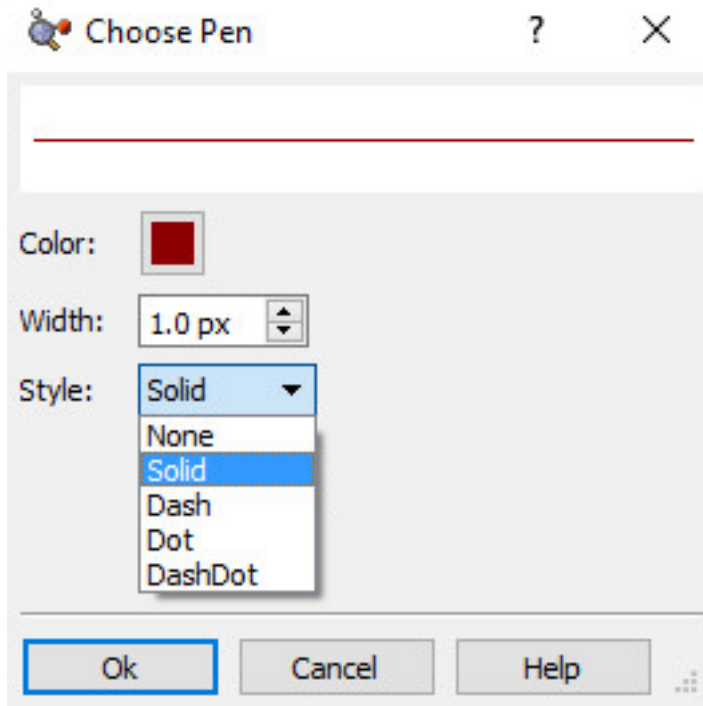 Choose Pen ?
Color:
Width: 1.0 px
Style: Solid
None
Solid
Dash
Dot
DashDot
Ok Cancel Help